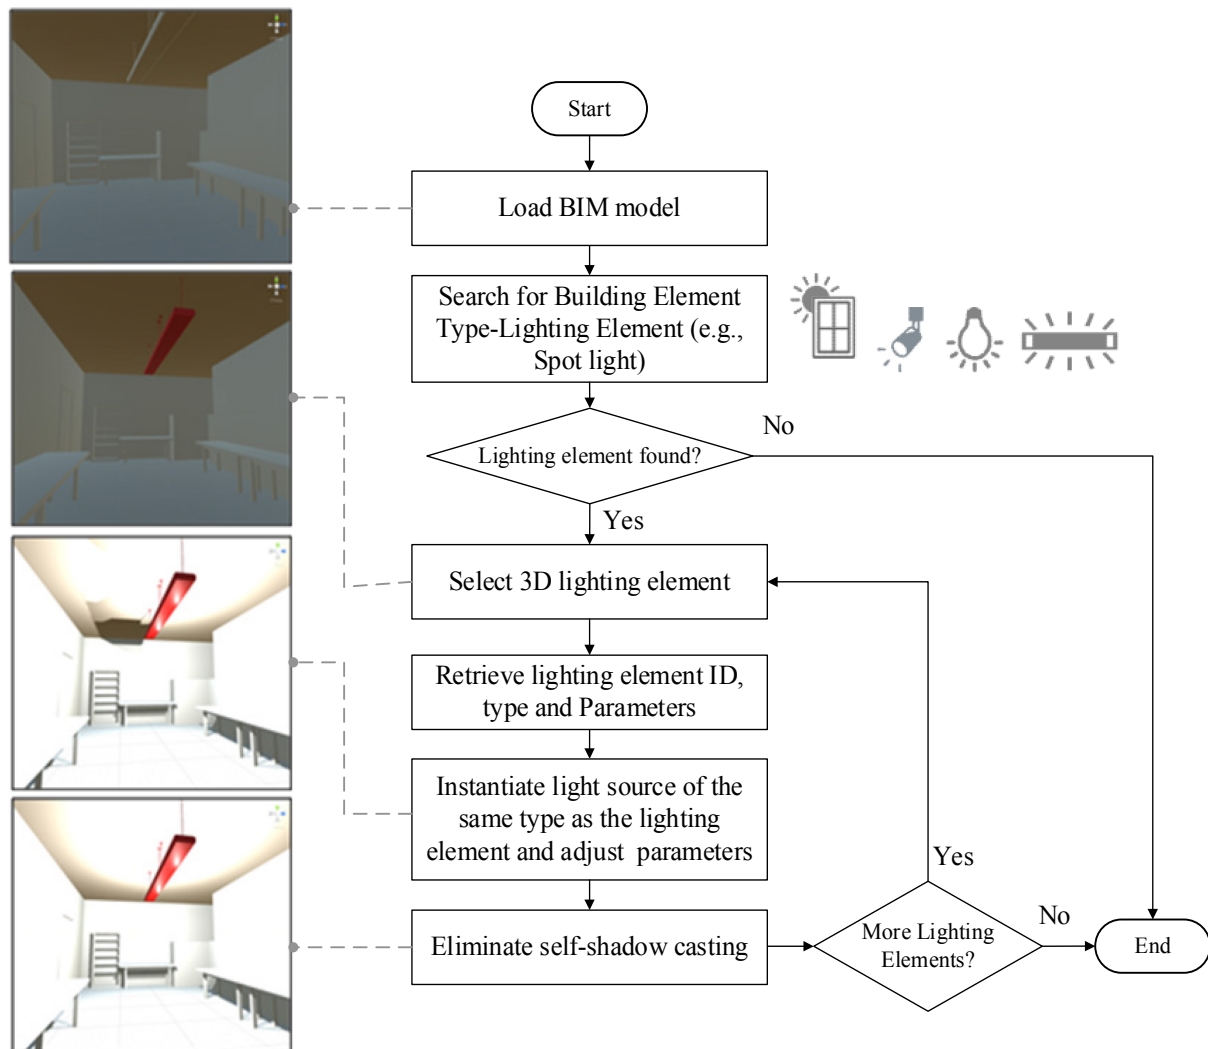 Start
Load BIM model
Search for Building Element
Type-Lighting Element (e.g.,
Spot light)
No
Lighting element found?
Yes
Select 3D lighting element
Retrieve lighting element ID,
type and Parameters
Instantiate light source of the
same type as the lighting
element and adjust parameters
Yes
No
Eliminate self-shadow casting
More Lighting
Elements?
End